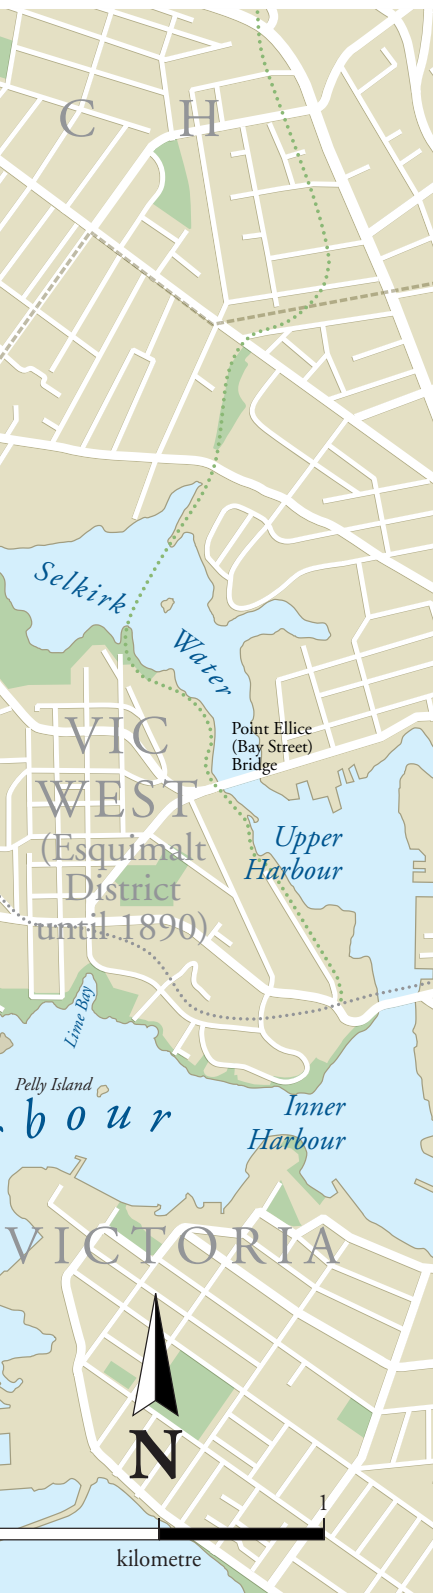 C H
Selkirk
Water
Point Ellice
(Bay Street)
Bridge
VIC
WEST
(Esquimalt
District
until 1890)
Upper
Harbour
Lime Bay
Pelly Island
bour
Inner
Harbour
VICTORIA
N
1
kilometre